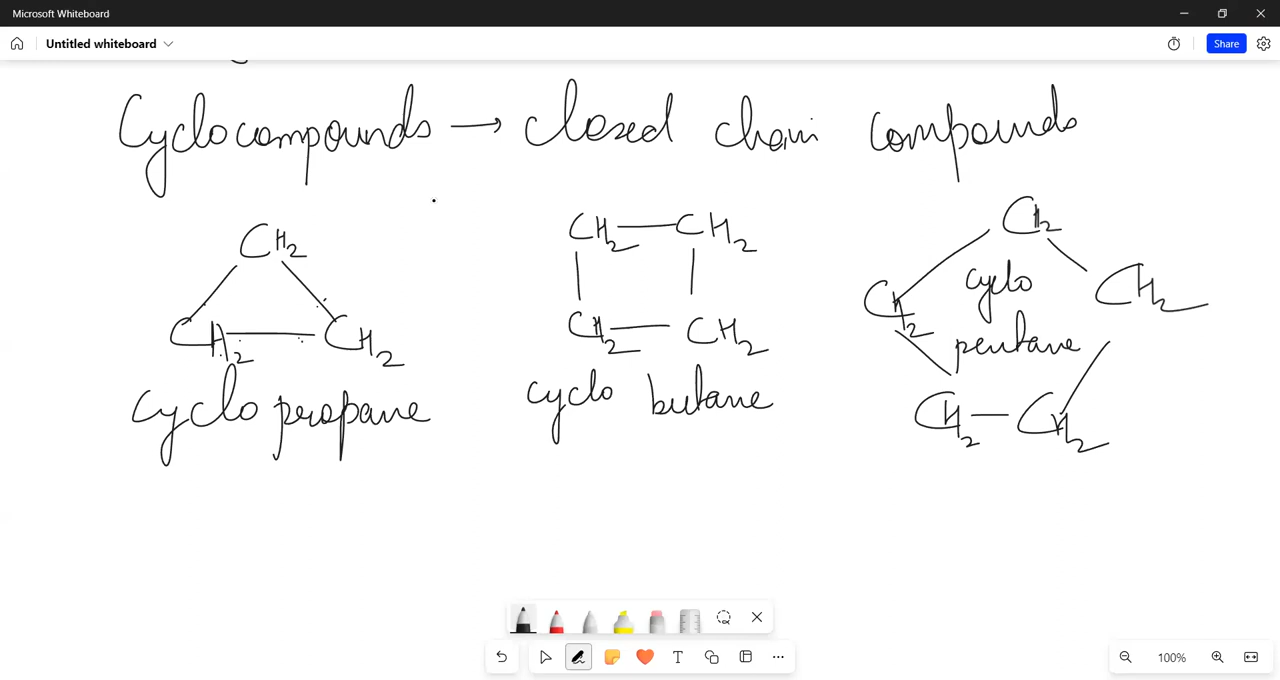 Microsoft Whiteboard
Untitled whiteboard
Share
Cyclocompounds → closed chain compounds
CH2
CH2 CH2
cyclo propane
CH2 — CH2
CH2 — CH2
cyclo butane
CH2
CH2 CH2
CH2 — CH2
cyclo
pentane
100%